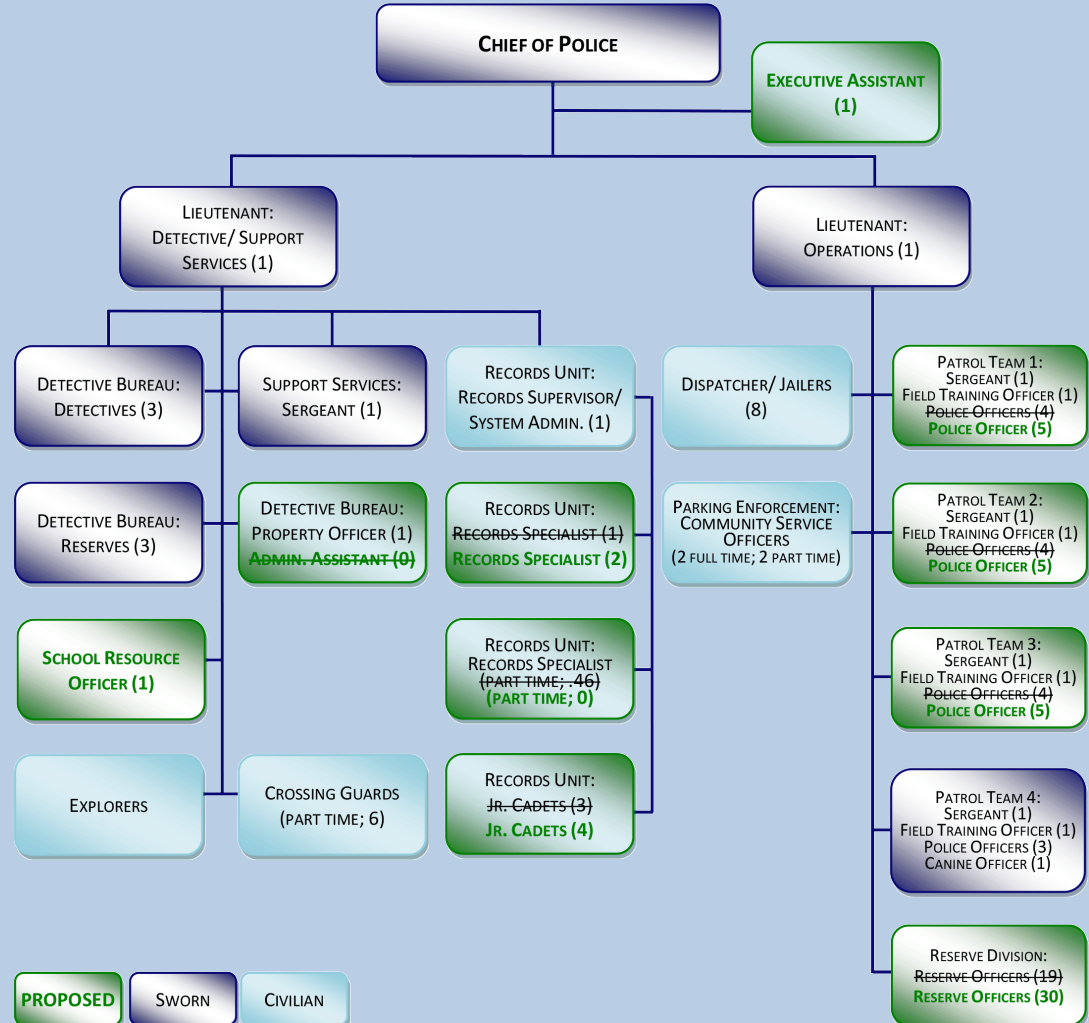 CHIEF OF POLICE
EXECUTIVE ASSISTANT
(1)
LIEUTENANT:
DETECTIVE/ SUPPORT
SERVICES (1)
LIEUTENANT:
OPERATIONS (1)
DETECTIVE BUREAU:
DETECTIVES (3)
SUPPORT SERVICES:
SERGEANT (1)
RECORDS UNIT:
RECORDS SUPERVISOR/
SYSTEM ADMIN. (1)
DISPATCHER/ JAILERS
(8)
PATROL TEAM 1:
SERGEANT (1)
FIELD TRAINING OFFICER (1)
POLICE OFFICERS (4)
POLICE OFFICER (5)
DETECTIVE BUREAU:
RESERVES (3)
DETECTIVE BUREAU:
PROPERTY OFFICER (1)
ADMIN. ASSISTANT (0)
RECORDS UNIT:
RECORDS SPECIALIST (1)
RECORDS SPECIALIST (2)
PARKING ENFORCEMENT:
COMMUNITY SERVICE
OFFICERS
(2 FULL TIME; 2 PART TIME)
PATROL TEAM 2:
SERGEANT (1)
FIELD TRAINING OFFICER (1)
POLICE OFFICERS (4)
POLICE OFFICER (5)
SCHOOL RESOURCE
OFFICER (1)
RECORDS UNIT:
RECORDS SPECIALIST
(PART TIME; .46)
(PART TIME; 0)
PATROL TEAM 3:
SERGEANT (1)
FIELD TRAINING OFFICER (1)
POLICE OFFICERS (4)
POLICE OFFICER (5)
EXPLORERS
CROSSING GUARDS
(PART TIME; 6)
RECORDS UNIT:
JR. CADETS (3)
JR. CADETS (4)
PATROL TEAM 4:
SERGEANT (1)
FIELD TRAINING OFFICER (1)
POLICE OFFICERS (3)
CANINE OFFICER (1)
RESERVE DIVISION:
RESERVE OFFICERS (19)
RESERVE OFFICERS (30)
PROPOSED
SWORN
CIVILIAN